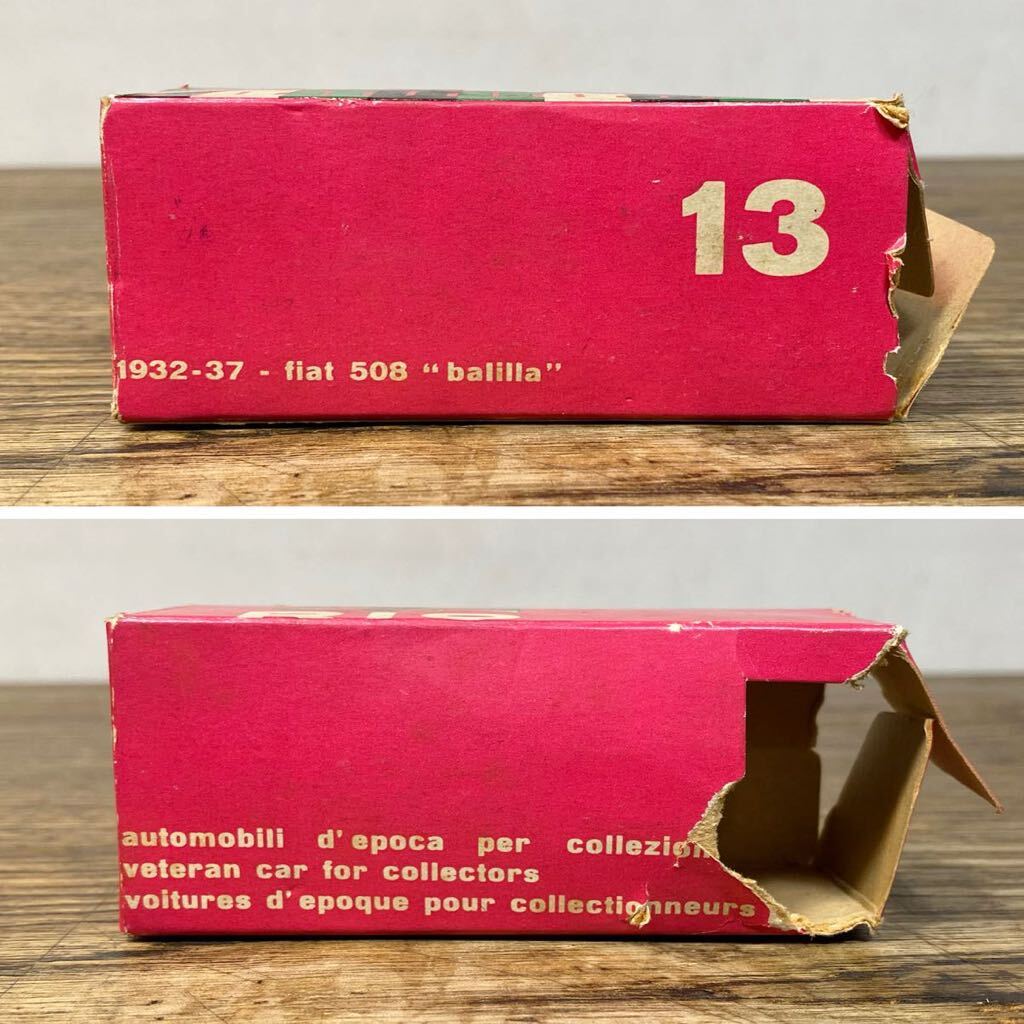 13
1932-37 - fiat 508 “balilla”
automobili d'epoca per collezion
veteran car for collectors
voitures d'epoque pour collectionneurs